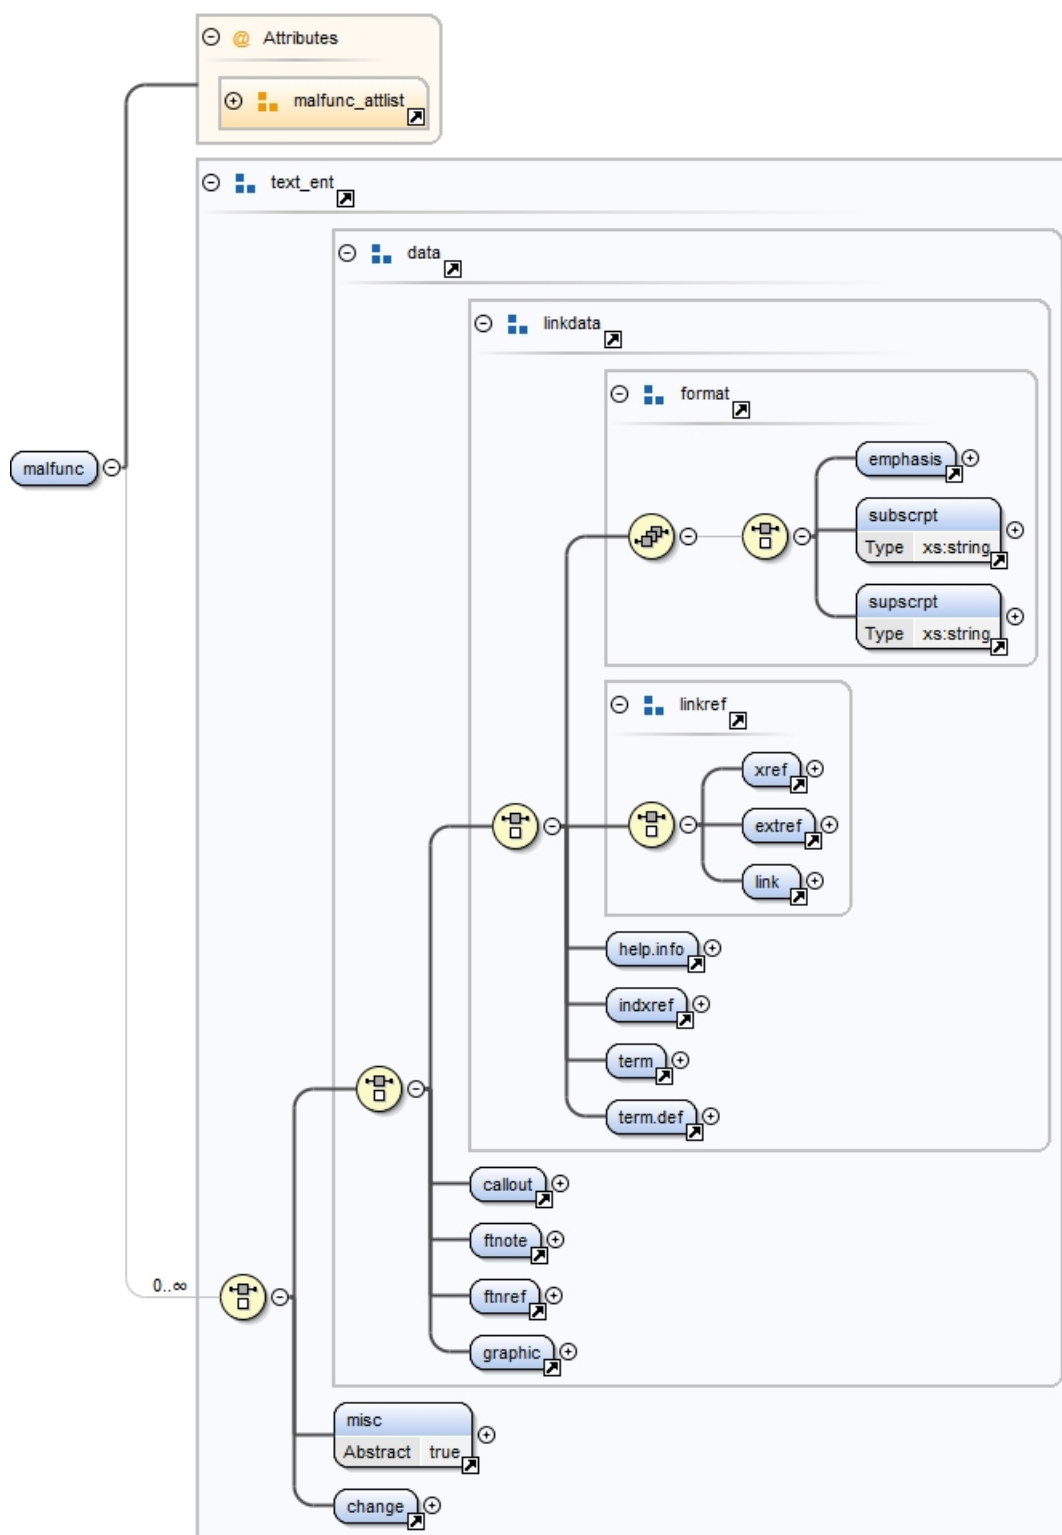 @ Attributes
malfunc_attlist
text_ent
data
linkdata
format
malfunc
emphasis
subscrpt
Type xs:string
supscrpt
Type xs:string
linkref
xref
extref
link
help.info
indxref
term
term.def
callout
ftnote
0..∞
ftnref
graphic
misc
Abstract true
change